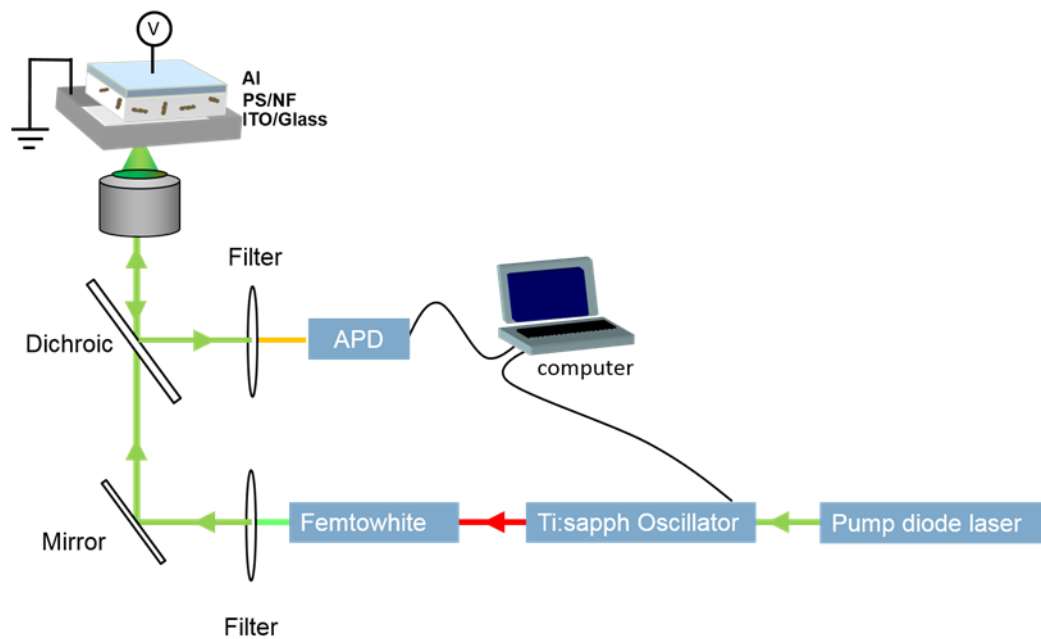 V
Al
PS/NF
ITO/Glass
Filter
Dichroic
APD
computer
Mirror
Femtowhite
Ti:sapph Oscillator
Pump diode laser
Filter